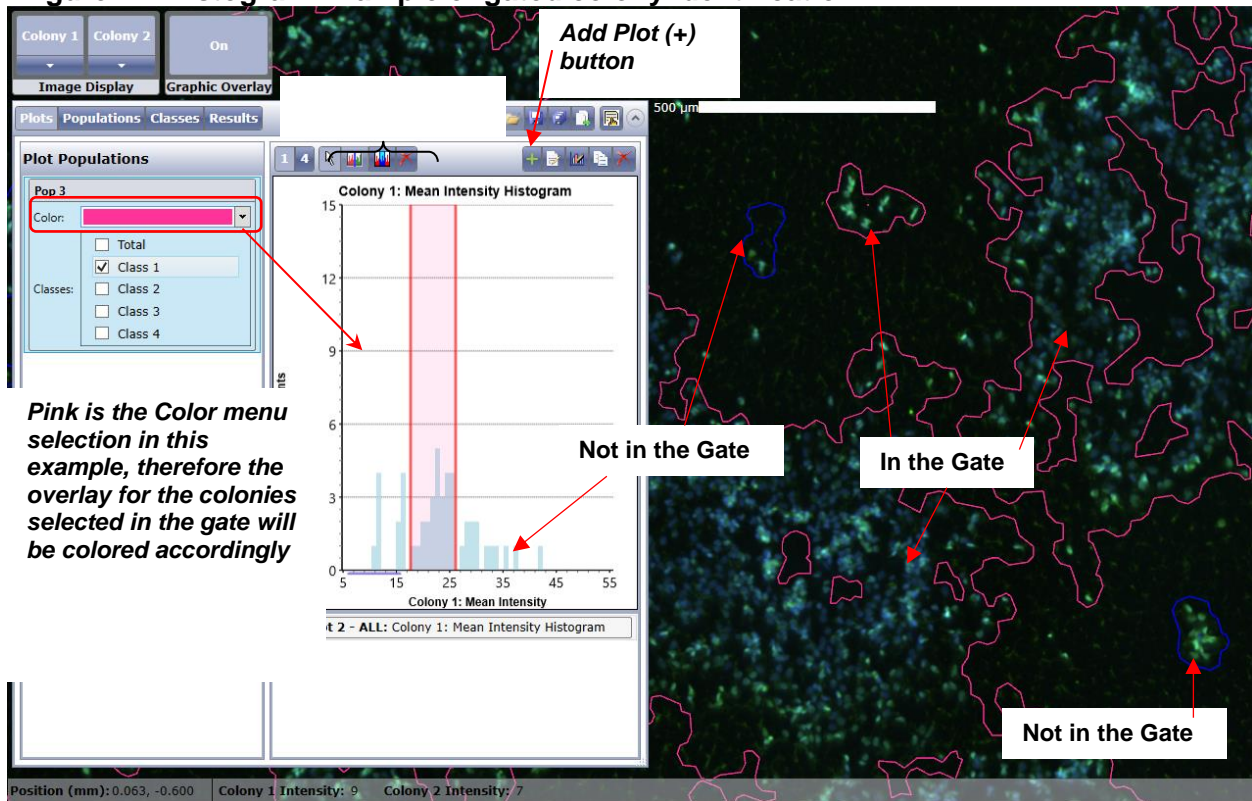 Colony 1 Colony 2
On
Image Display Graphic Overlay
Add Plot (+)
button
500 µm
Plots Populations Classes Results
Plot Populations
1 4
Pop 3
Color:
Total
Class 1
Classes:
Class 2
Class 3
Class 4
Colony 1: Mean Intensity Histogram
15
12
9
6
3
0
5 15 25 35 45 55
Colony 1: Mean Intensity
Pink is the Color menu
selection in this
example, therefore the
overlay for the colonies
selected in the gate will
be colored accordingly
Not in the Gate
In the Gate
2 - ALL: Colony 1: Mean Intensity Histogram
Not in the Gate
Position (mm): 0.063, -0.600 Colony 1 Intensity: 9 Colony 2 Intensity: 7